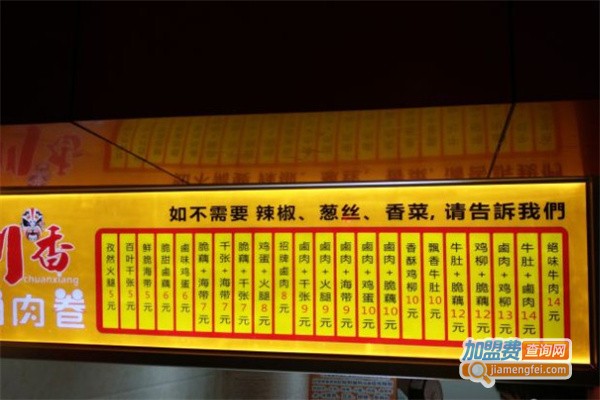 如不需要 辣椒、葱丝、香菜, 请告訴我們
川香
chuanxiang
卤肉卷
孜然火腿5元
百叶千张5元
鲜脆海带5元
脆甜藕5元
卤味鸡蛋6元
脆藕+海带7元
千张+海带7元
脆藕+千张7元
鸡蛋+火腿8元
招牌卤肉8元
卤肉+千张9元
卤肉+火腿9元
卤肉+海带9元
卤肉+鸡蛋10元
卤肉+脆藕10元
香酥鸡柳10元
飘香牛肚10元
牛肚+脆藕12元
鸡柳+脆藕12元
卤肉+鸡柳13元
牛肚+卤肉14元
绝味牛肉14元
加盟费查询网
jiamengfei.com